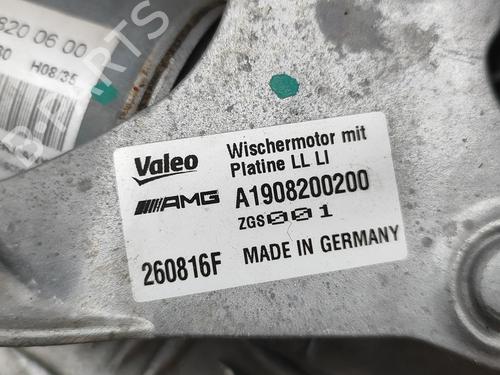 820 06 00
H08/35
Valeo
Wischermotor mit
Platine LL LI
AMG
A1908200200
ZGS001
260816F
MADE IN GERMANY